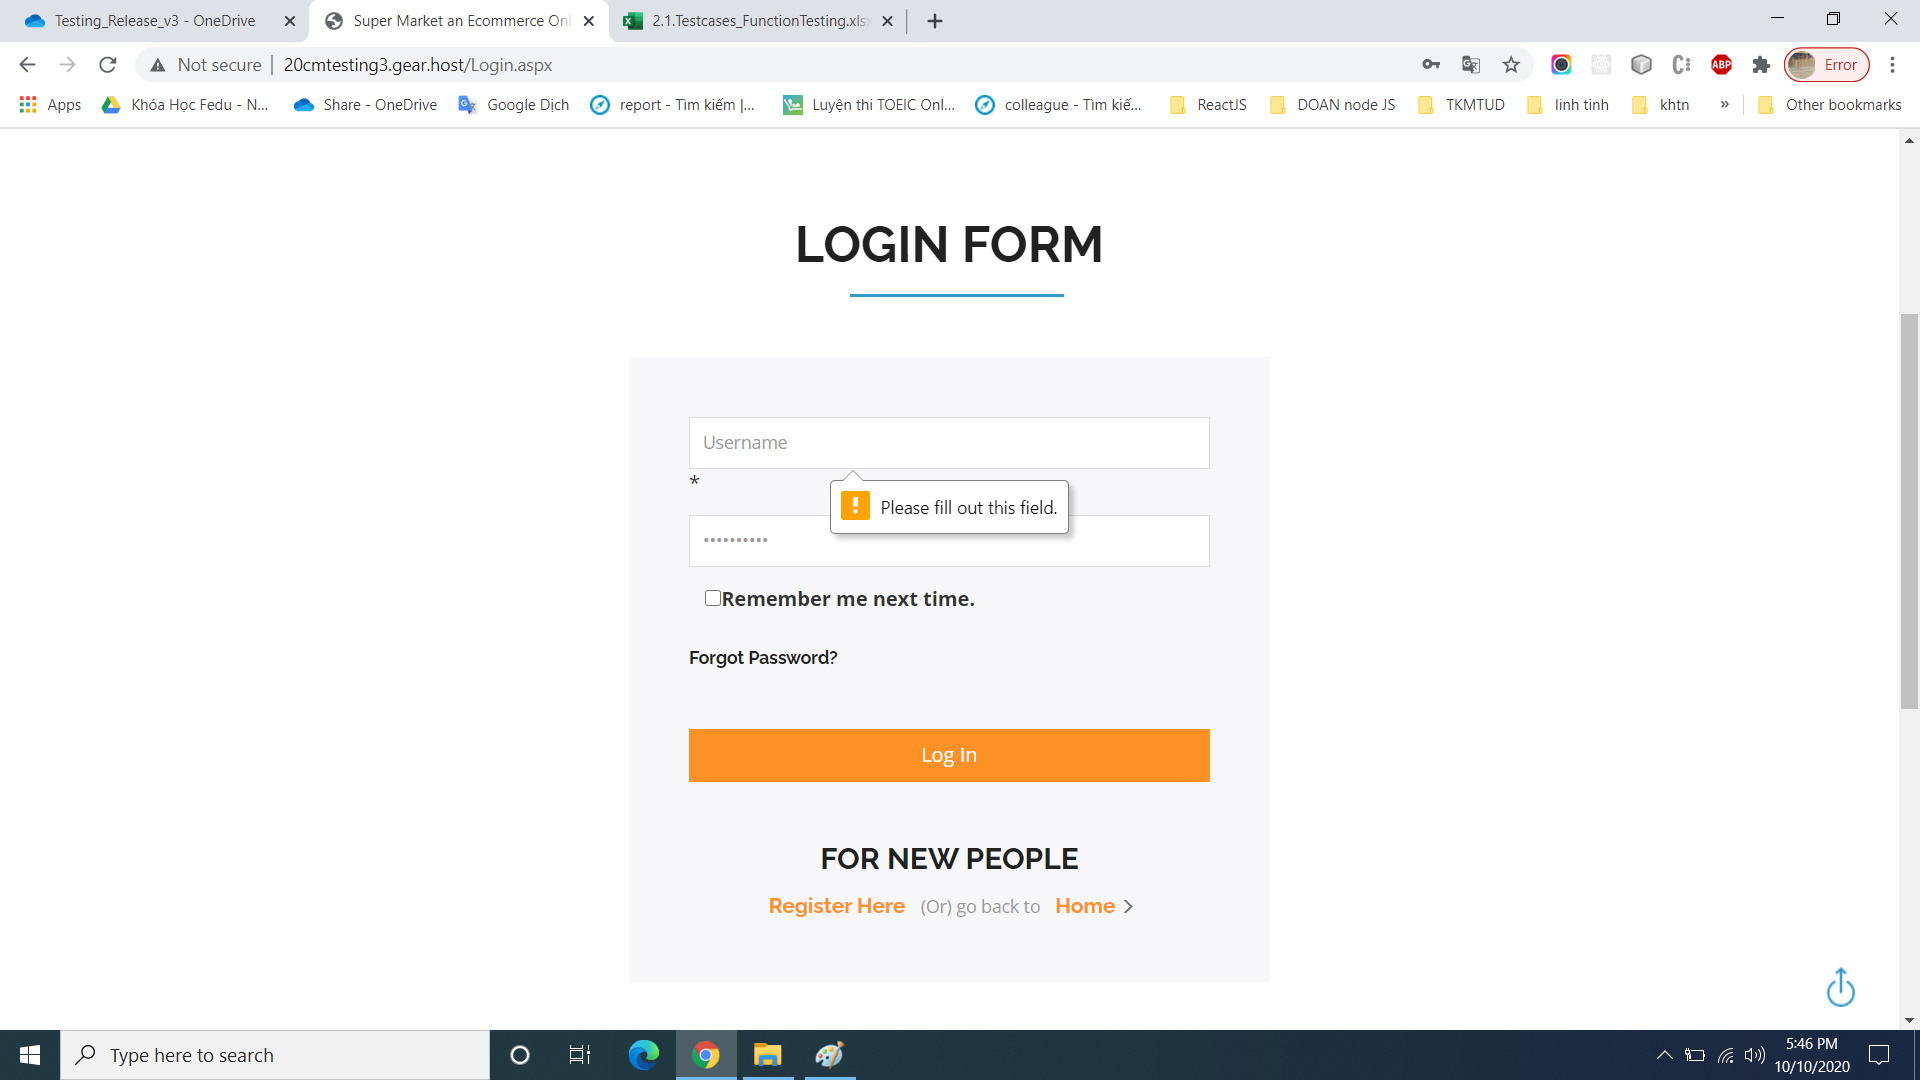 Testing_Release_v3 - OneDrive
Super Market an Ecommerce Onl
2.1.Testcases_FunctionTesting.xlsx
Not secure | 20cmtesting3.gear.host/Login.aspx
Error
Apps
Khóa Học Fedu - N...
Share - OneDrive
Google Dịch
report - Tìm kiếm |...
Luyện thi TOEIC Onl...
colleague - Tìm kiế...
ReactJS
DOAN node JS
TKMTUD
linh tinh
khtn
»
Other bookmarks
LOGIN FORM
Username
*
Please fill out this field.
••••••••••
Remember me next time.
Forgot Password?
Log In
FOR NEW PEOPLE
Register Here (Or) go back to Home
Type here to search
5:46 PM
10/10/2020
ABP